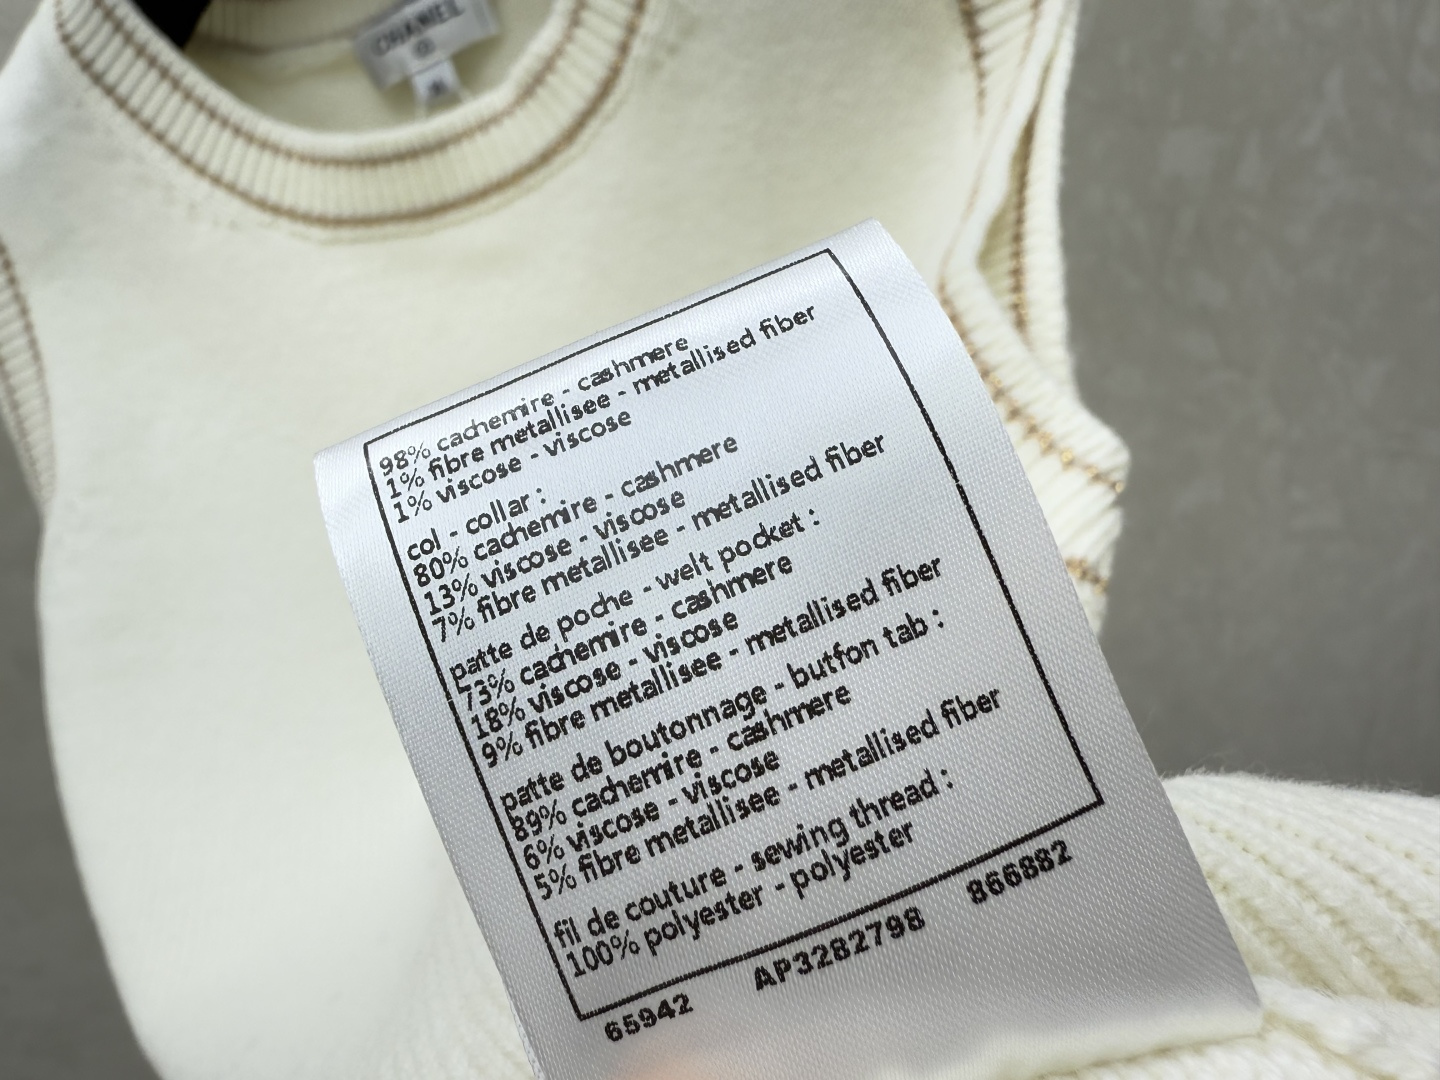 CHANEL
98% cachemire - cashmere
1% fibre metallisee - metallised fiber
1% viscose - viscose
col - collar :
80% cachemire - cashmere
13% viscose - viscose
7% fibre metallisee - metallised fiber
patte de poche - welt pocket :
73% cachemire - cashmere
18% viscose - viscose
9% fibre metallisee - metallised fiber
patte de boutonnage - button tab :
89% cachemire - cashmere
6% viscose - viscose
5% fibre metallisee - metallised fiber
fil de couture - sewing thread :
100% polyester - polyester
65942 AP3282798 866882